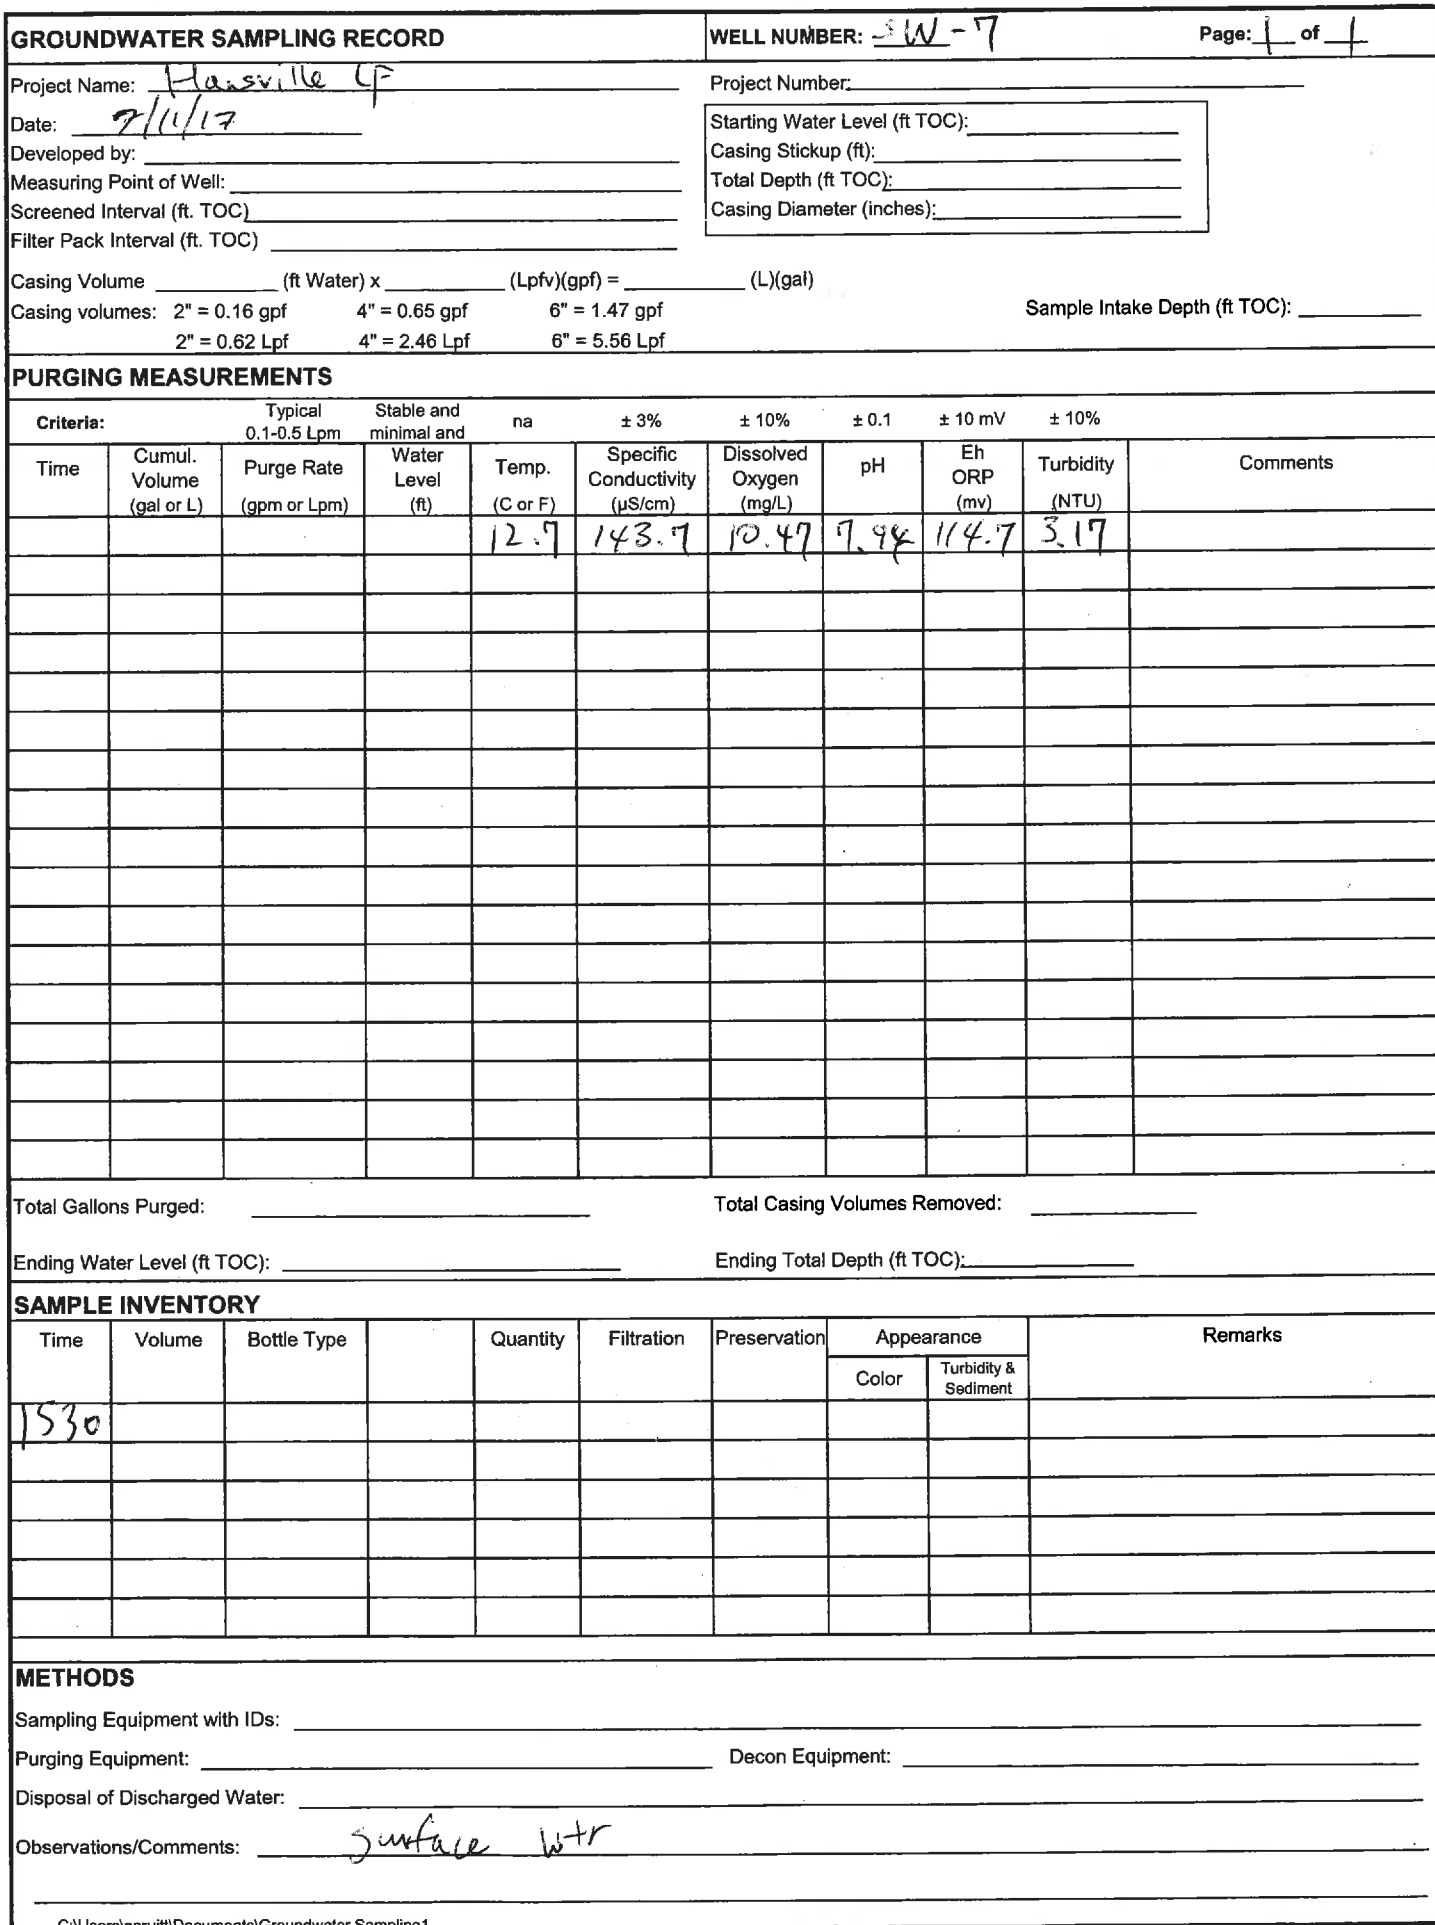 GROUNDWATER SAMPLING RECORD WELL NUMBER: SW-7 Page: 1 of 1
Project Name: Hansville LF Project Number:
Date: 7/11/17 Starting Water Level (ft TOC):
Developed by: Casing Stickup (ft):
Measuring Point of Well: Total Depth (ft TOC):
Screened Interval (ft. TOC) Casing Diameter (inches):
Filter Pack Interval (ft. TOC)
Casing Volume (ft Water) x (Lpfv)(gpf) = (L)(gal)
Casing volumes: 2" = 0.16 gpf 4" = 0.65 gpf 6" = 1.47 gpf Sample Intake Depth (ft TOC):
2" = 0.62 Lpf 4" = 2.46 Lpf 6" = 5.56 Lpf
PURGING MEASUREMENTS
Criteria: Typical 0.1-0.5 Lpm Stable and minimal and na ± 3% ± 10% ± 0.1 ± 10 mV ± 10%
Time Cumul. Volume (gal or L) Purge Rate (gpm or Lpm) Water Level (ft) Temp. (C or F) Specific Conductivity (µS/cm) Dissolved Oxygen (mg/L) pH Eh ORP (mv) Turbidity (NTU) Comments
12.7 143.7 10.47 7.94 114.7 3.17
Total Gallons Purged: Total Casing Volumes Removed:
Ending Water Level (ft TOC): Ending Total Depth (ft TOC):
SAMPLE INVENTORY
Time Volume Bottle Type Quantity Filtration Preservation Appearance Remarks
Color Turbidity & Sediment
1530
METHODS
Sampling Equipment with IDs:
Purging Equipment: Decon Equipment:
Disposal of Discharged Water:
Observations/Comments: surface wtr